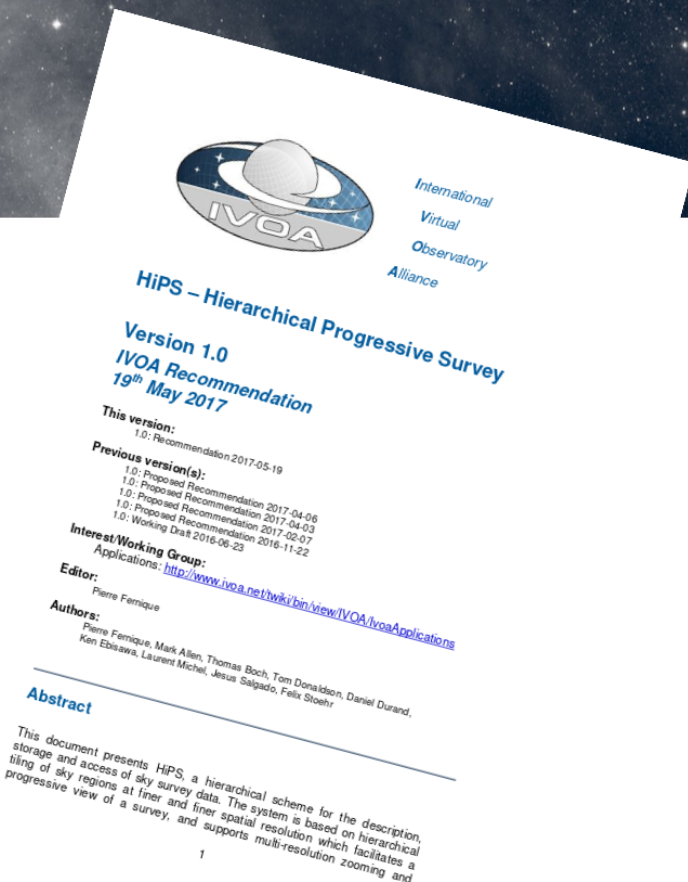 IVOA
International
Virtual
Observatory
Alliance
HiPS – Hierarchical Progressive Survey
Version 1.0
IVOA Recommendation
19th May 2017
This version:
1.0: Recommendation 2017-05-19
Previous version(s):
1.0: Proposed Recommendation 2017-04-06
1.0: Proposed Recommendation 2017-04-03
1.0: Proposed Recommendation 2017-02-07
1.0: Proposed Recommendation 2016-11-22
1.0: Working Draft 2016-06-23
Interest/Working Group:
Applications: http://www.ivoa.net/twiki/bin/view/IVOA/IvoaApplications
Editor:
Pierre Fernique
Authors:
Pierre Fernique, Mark Allen, Thomas Boch, Tom Donaldson, Daniel Durand,
Ken Ebisawa, Laurent Michel, Jesus Salgado, Felix Stoehr
Abstract
This document presents HiPS, a hierarchical scheme for the description,
storage and access of sky survey data. The system is based on hierarchical
tiling of sky regions at finer and finer spatial resolution which facilitates a
progressive view of a survey, and supports multi-resolution zooming and
1